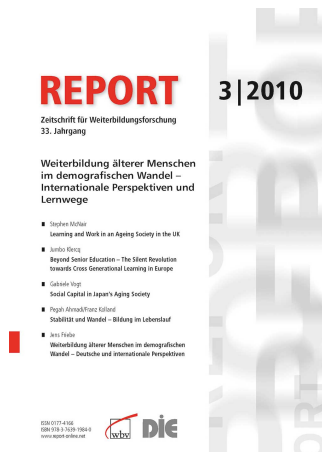 REPORT
3|2010
Zeitschrift für Weiterbildungsforschung
33. Jahrgang
Weiterbildung älterer Menschen
im demografischen Wandel –
Internationale Perspektiven und
Lernwege
Stephen McNair
Learning and Work in an Ageing Society in the UK
Jumbo Klercq
Beyond Senior Education – The Silent Revolution
towards Cross Generational Learning in Europe
Gabriele Vogt
Social Capital in Japan's Aging Society
Pegah Ahmadi/Franz Kolland
Stabilität und Wandel – Bildung im Lebenslauf
Jens Friebe
Weiterbildung älterer Menschen im demografischen
Wandel – Deutsche und internationale Perspektiven
ISSN 0177-4166
ISBN 978-3-7639-1984-0
www.report-online.net
wbv
DIE